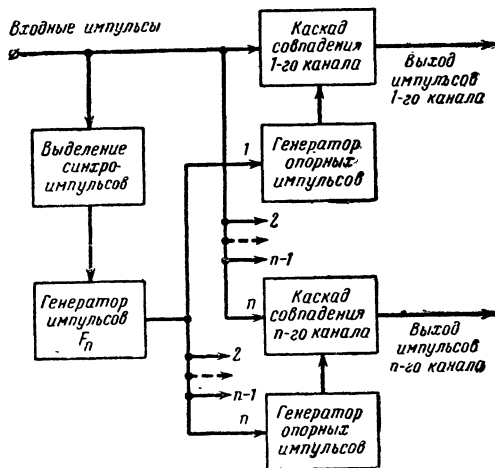 Входные импульсы
Каскад
совпадения
1-го канала
Выход
импульсов
1-го канала
Выделение
синхро-
импульсов
1
Генератор
опорных
импульсов
2
n-1
Генератор
импульсов
Fп
n
Каскад
совпадения
n-го канала
Выход
импульсов
n-го канала
2
n-1
n
Генератор
опорных
импульсов